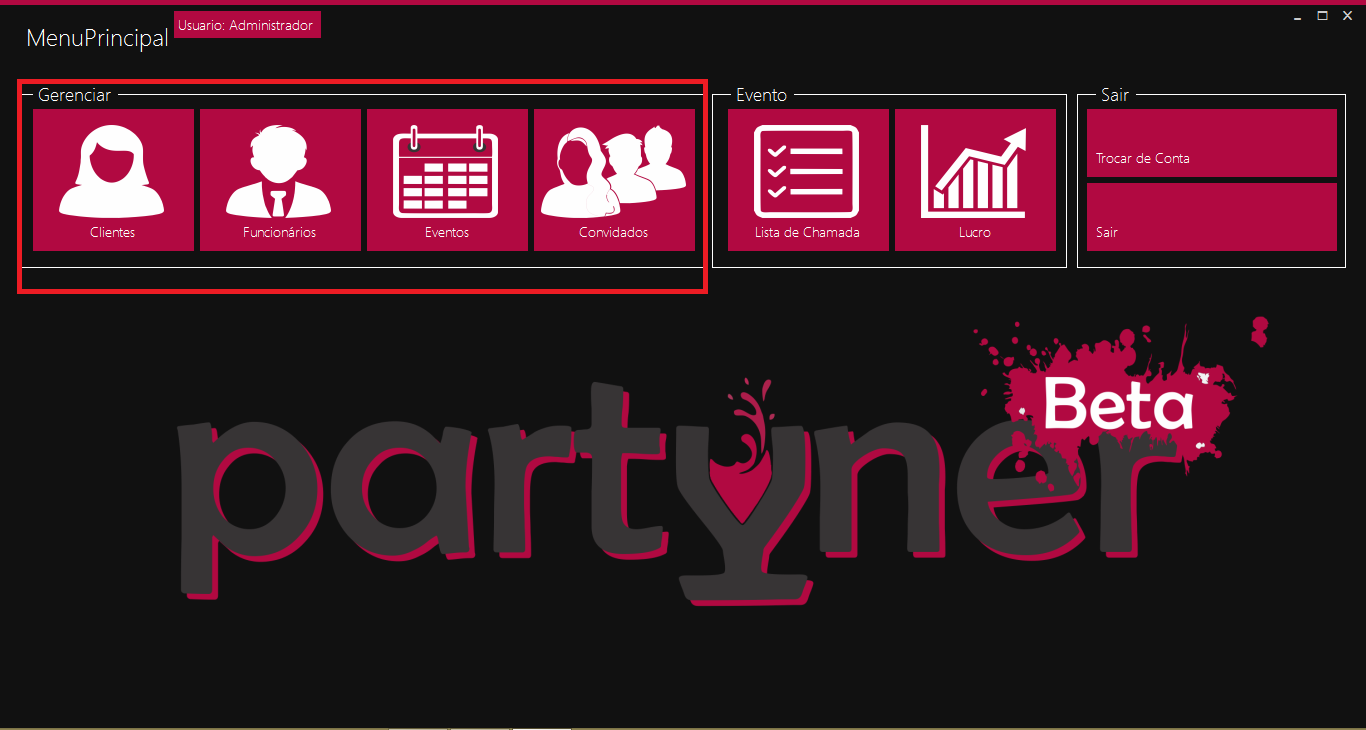 MenuPrincipal
Usuario: Administrador
Gerenciar
Clientes
Funcionários
Eventos
Convidados
Evento
Lista de Chamada
Lucro
Sair
Trocar de Conta
Sair
partyner
Beta